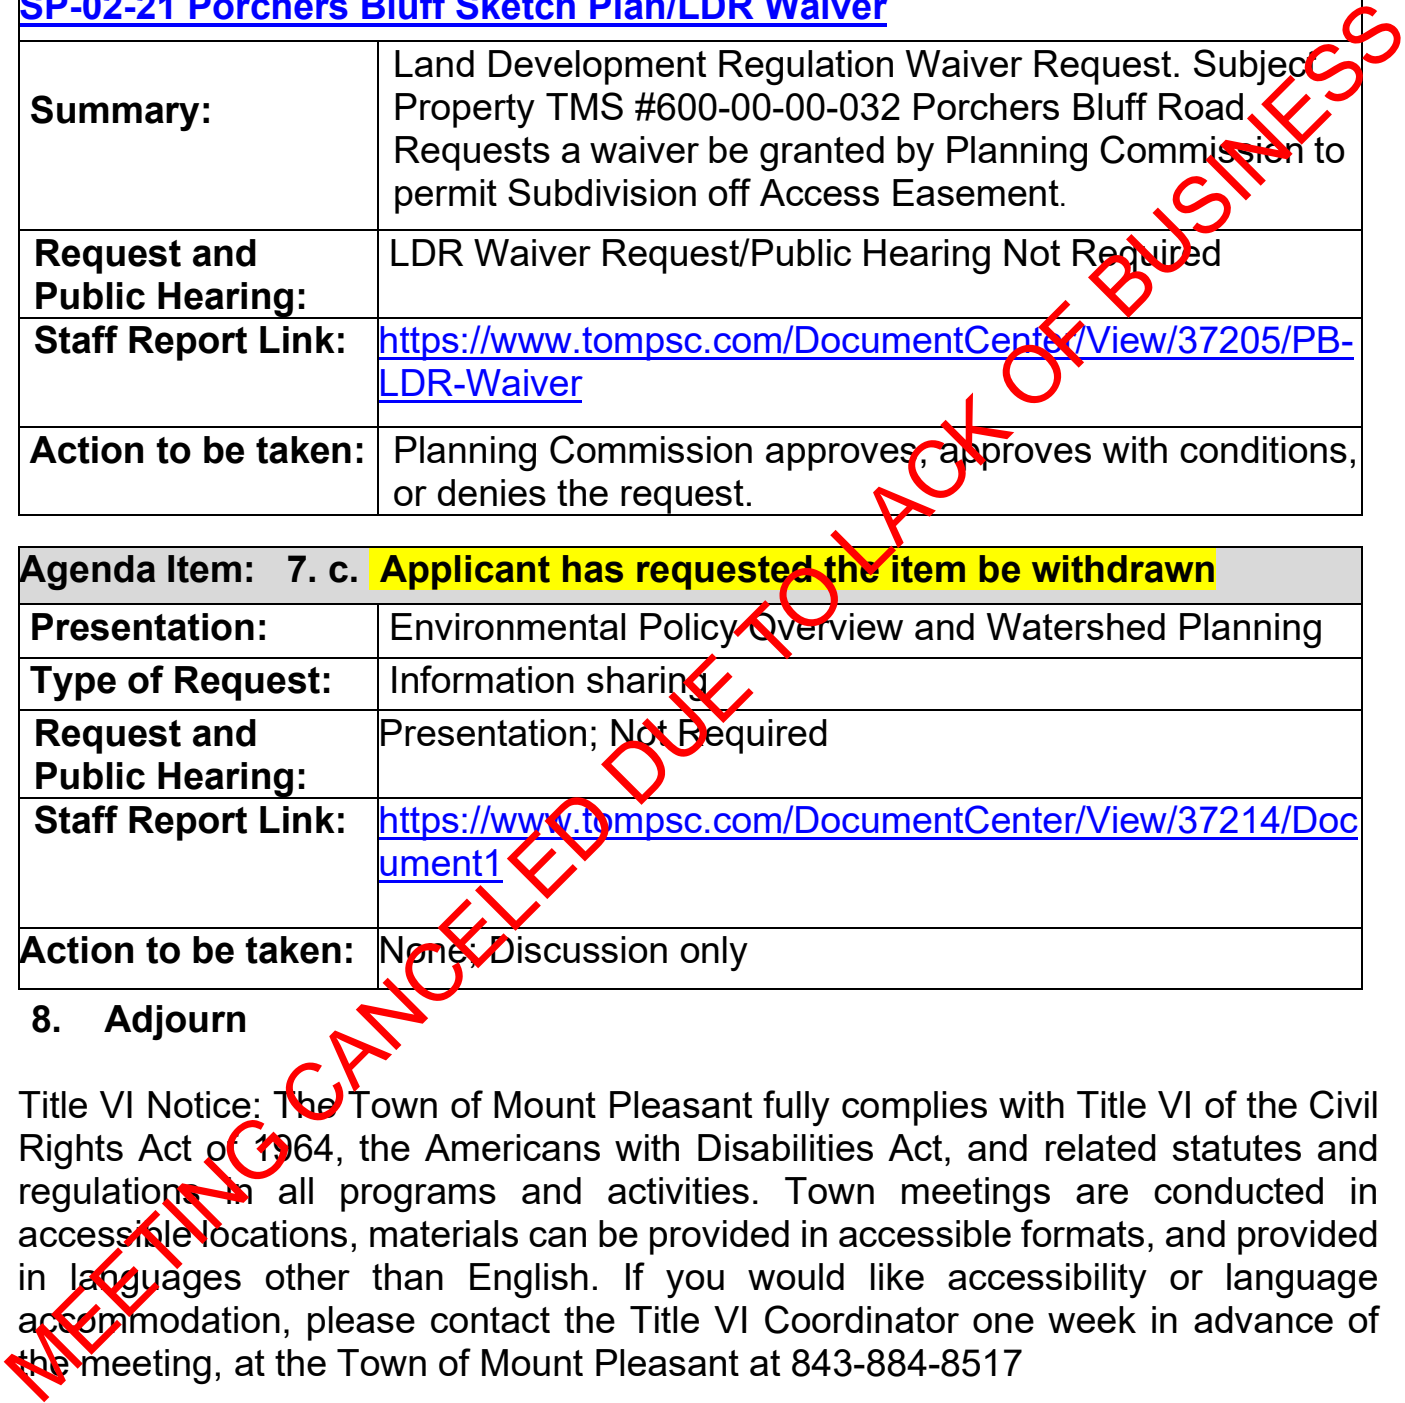 SP-02-21 Porchers Bluff Sketch Plan/LDR Waiver
Summary:
Land Development Regulation Waiver Request. Subject
Property TMS #600-00-00-032 Porchers Bluff Road.
Requests a waiver be granted by Planning Commission to
permit Subdivision off Access Easement.
Request and
Public Hearing:
LDR Waiver Request/Public Hearing Not Required
Staff Report Link:
https://www.tompsc.com/DocumentCenter/View/37205/PB-
LDR-Waiver
Action to be taken:
Planning Commission approves, approves with conditions,
or denies the request.
Agenda Item: 7. c. Applicant has requested the item be withdrawn
Presentation:
Environmental Policy Overview and Watershed Planning
Type of Request:
Information sharing
Request and
Public Hearing:
Presentation; Not Required
Staff Report Link:
https://www.tompsc.com/DocumentCenter/View/37214/Doc
ument1
Action to be taken:
None; Discussion only
8. Adjourn
Title VI Notice: The Town of Mount Pleasant fully complies with Title VI of the Civil
Rights Act of 1964, the Americans with Disabilities Act, and related statutes and
regulations in all programs and activities. Town meetings are conducted in
accessible locations, materials can be provided in accessible formats, and provided
in languages other than English. If you would like accessibility or language
accommodation, please contact the Title VI Coordinator one week in advance of
the meeting, at the Town of Mount Pleasant at 843-884-8517
MEETING CANCELED DUE TO LACK OF BUSINESS